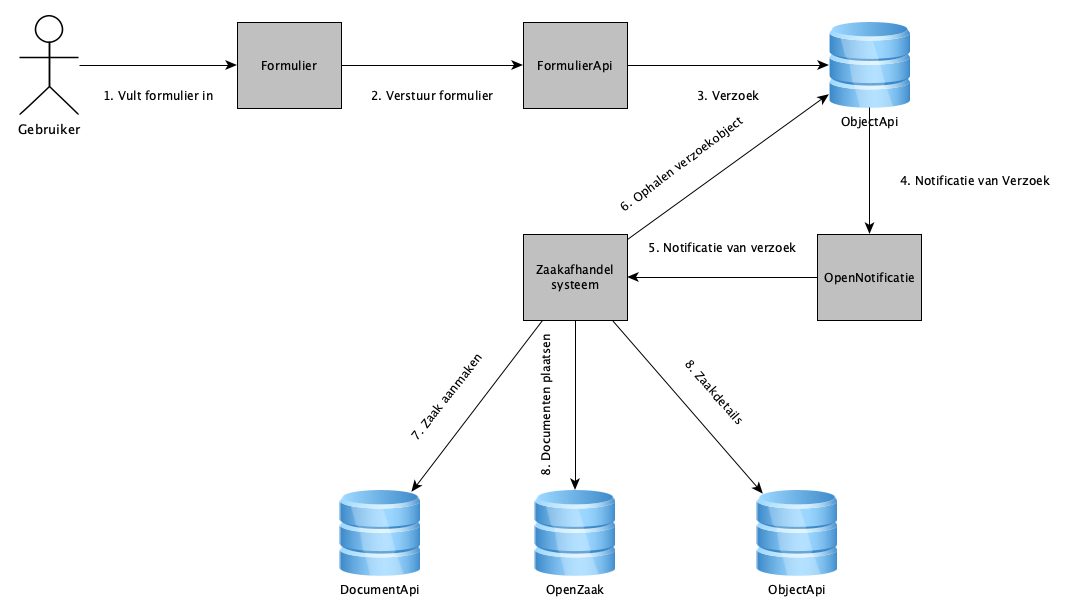 Gebruiker
1. Vult formulier in
Formulier
2. Verstuur formulier
FormulierApi
3. Verzoek
ObjectApi
4. Notificatie van Verzoek
OpenNotificatie
5. Notificatie van verzoek
Zaakafhandel
systeem
6. Ophalen verzoekobject
7. Zaak aanmaken
8. Documenten plaatsen
8. Zaakdetails
DocumentApi
OpenZaak
ObjectApi